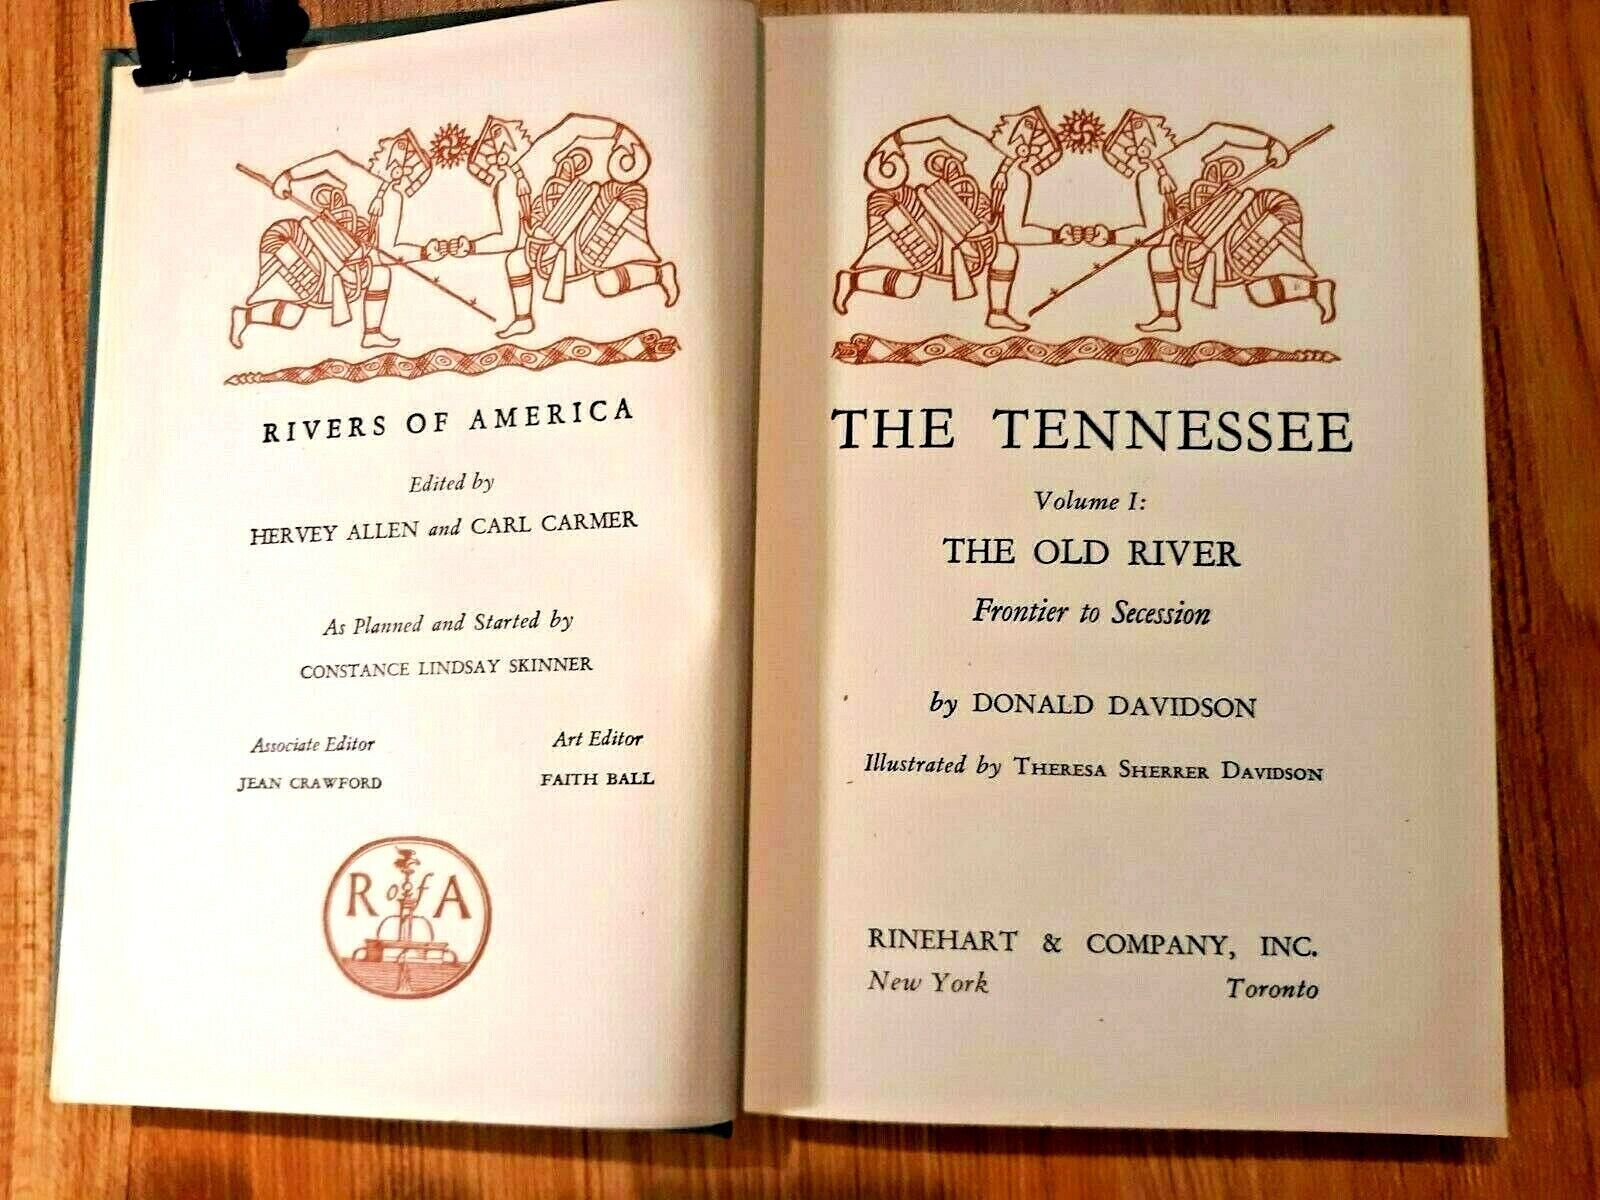 RIVERS OF AMERICA
Edited by
HERVEY ALLEN and CARL CARMER
As Planned and Started by
CONSTANCE LINDSAY SKINNER
Associate Editor
JEAN CRAWFORD
Art Editor
FAITH BALL
R of A
THE TENNESSEE
Volume I:
THE OLD RIVER
Frontier to Secession
by DONALD DAVIDSON
Illustrated by THERESA SHERRER DAVIDSON
RINEHART & COMPANY, INC.
New York Toronto